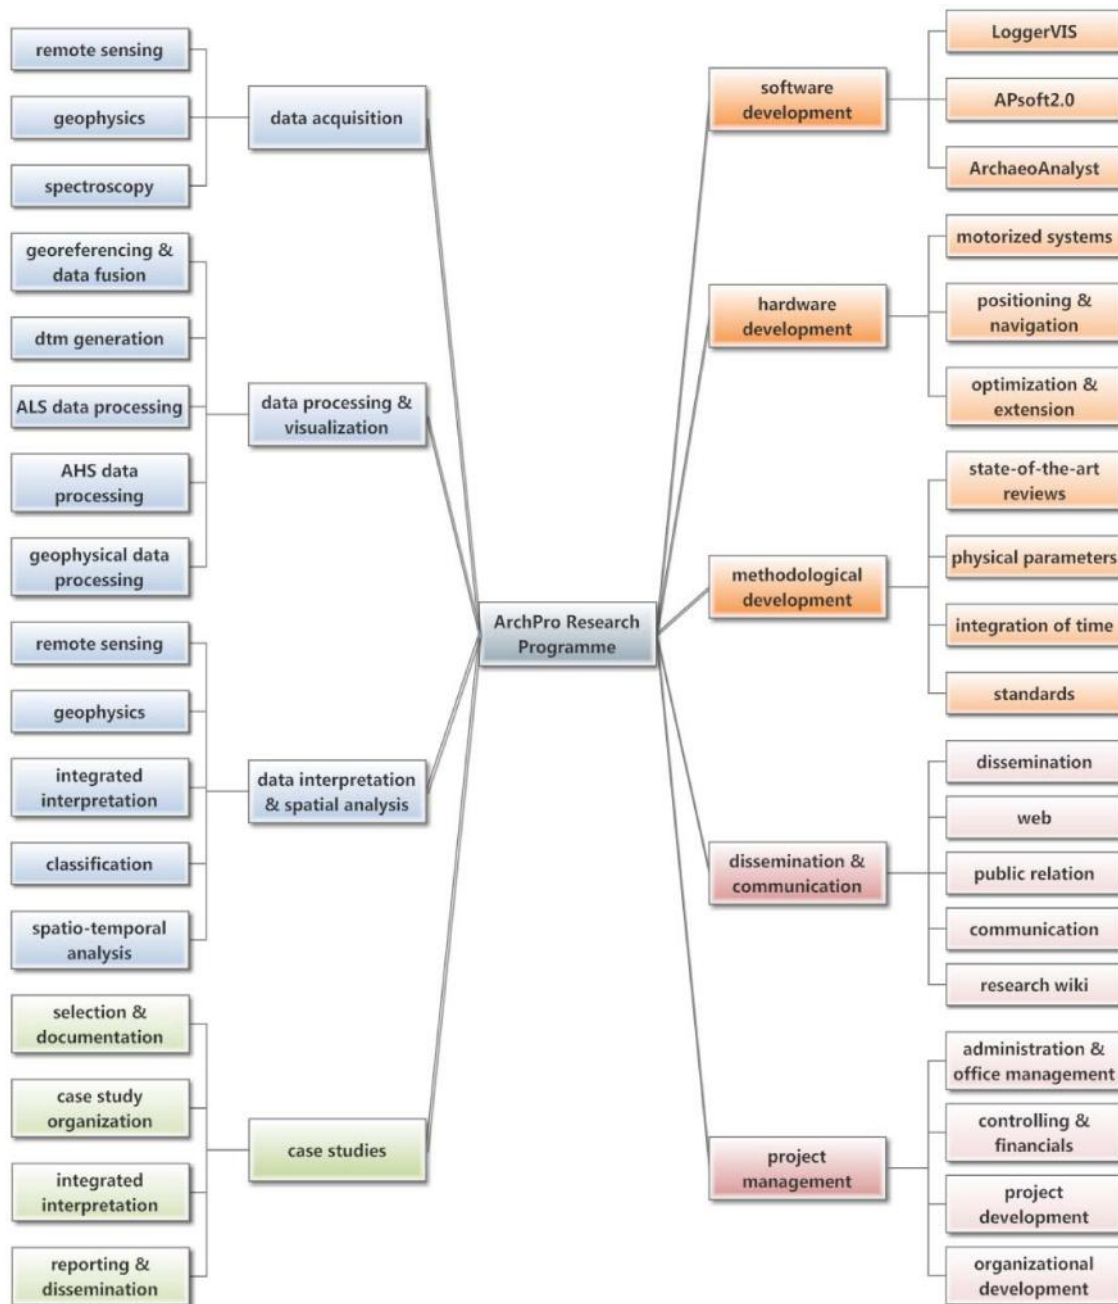 remote sensing
geophysics
spectroscopy
data acquisition
georeferencing &
data fusion
dtm generation
ALS data processing
AHS data
processing
geophysical data
processing
data processing &
visualization
remote sensing
geophysics
integrated
interpretation
classification
spatio-temporal
analysis
data interpretation
& spatial analysis
selection &
documentation
case study
organization
integrated
interpretation
reporting &
dissemination
case studies
ArchPro Research
Programme
software
development
LoggerVIS
APsoft2.0
ArchaeoAnalyst
hardware
development
motorized systems
positioning &
navigation
optimization &
extension
methodological
development
state-of-the-art
reviews
physical parameters
integration of time
standards
dissemination &
communication
dissemination
web
public relation
communication
research wiki
project
management
administration &
office management
controlling &
financials
project
development
organizational
development